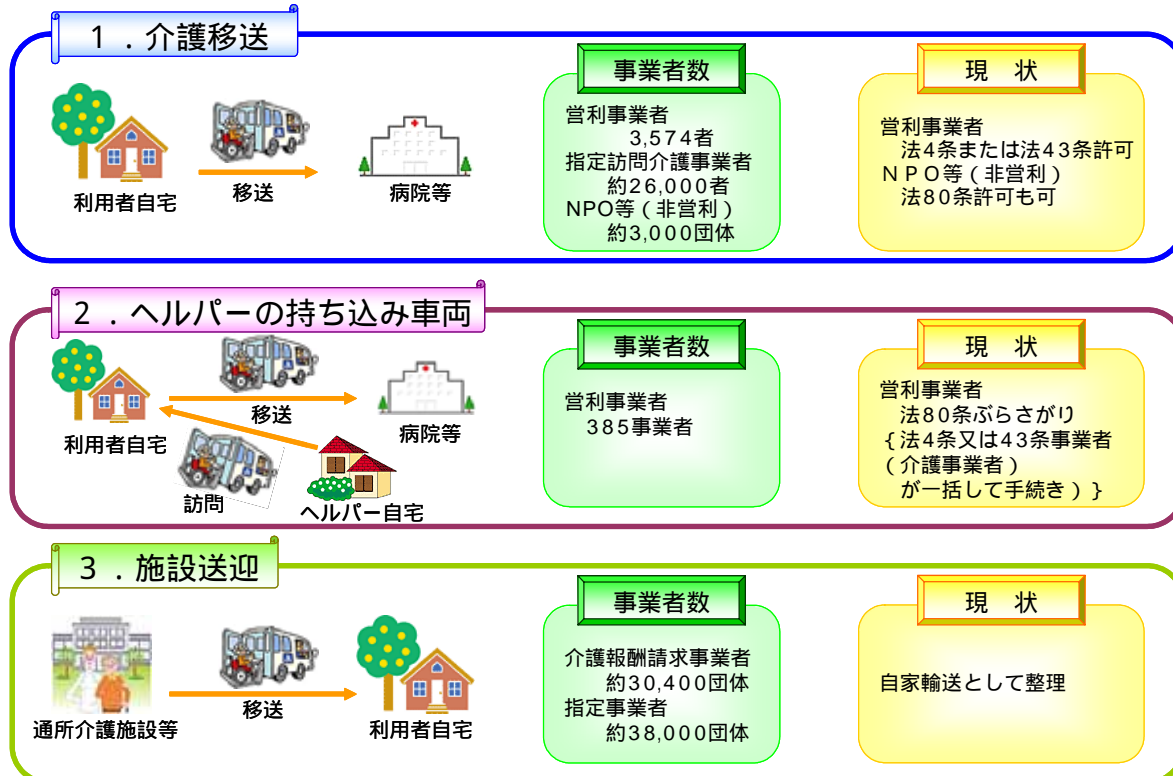 １．介護移送
利用者自宅
移送
病院等
事業者数
営利事業者
3,574者
指定訪問介護事業者
約26,000者
NPO等（非営利）
約3,000団体
現　状
営利事業者
法4条または法43条許可
ＮＰＯ等（非営利）
法80条許可も可
２．ヘルパーの持ち込み車両
利用者自宅
移送
病院等
訪問
ヘルパー自宅
事業者数
営利事業者
385事業者
現　状
営利事業者
法80条ぶらさがり
{法4条又は43条事業者
（介護事業者）
が一括して手続き）}
３．施設送迎
通所介護施設等
移送
利用者自宅
事業者数
介護報酬請求事業者
約30,400団体
指定事業者
約38,000団体
現　状
自家輸送として整理